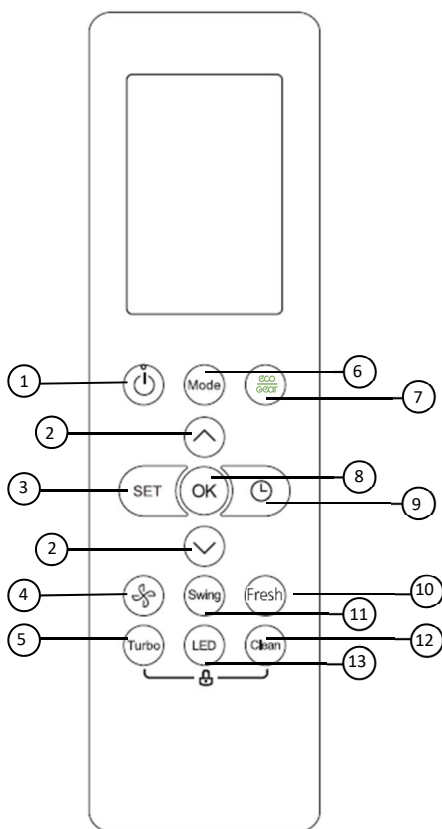 1
Mode
6
eco
Gear
7
2
3
SET
OK
8
9
2
4
Swing
Fresh
10
11
5
Turbo
LED
Clean
12
13